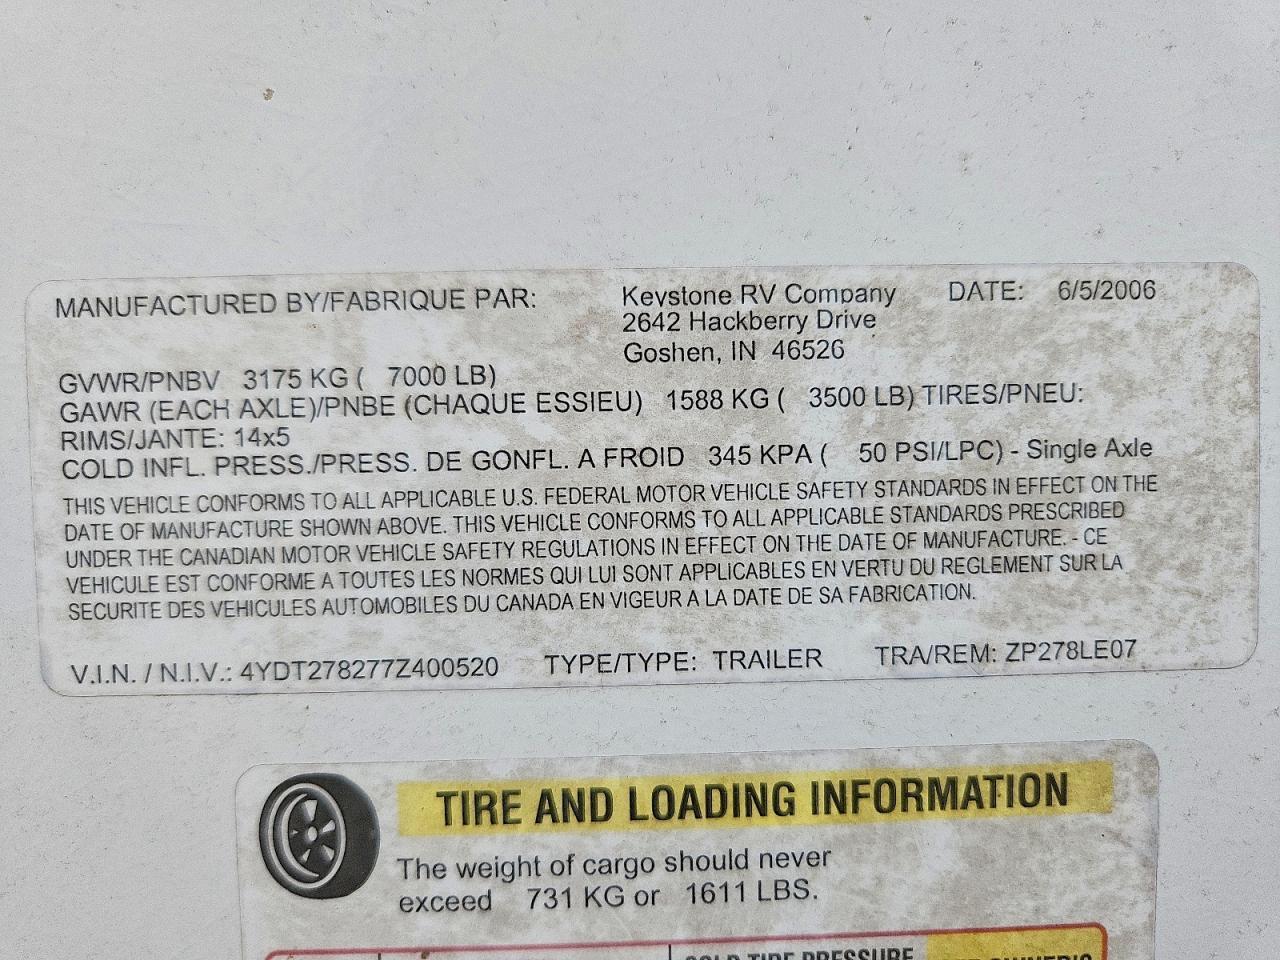 MANUFACTURED BY/FABRIQUE PAR: Keystone RV Company DATE: 6/5/2006
2642 Hackberry Drive
Goshen, IN 46526
GVWR/PNBV 3175 KG ( 7000 LB)
GAWR (EACH AXLE)/PNBE (CHAQUE ESSIEU) 1588 KG ( 3500 LB) TIRES/PNEU:
RIMS/JANTE: 14x5
COLD INFL. PRESS./PRESS. DE GONFL. A FROID 345 KPA ( 50 PSI/LPC) - Single Axle
THIS VEHICLE CONFORMS TO ALL APPLICABLE U.S. FEDERAL MOTOR VEHICLE SAFETY STANDARDS IN EFFECT ON THE
DATE OF MANUFACTURE SHOWN ABOVE. THIS VEHICLE CONFORMS TO ALL APPLICABLE STANDARDS PRESCRIBED
UNDER THE CANADIAN MOTOR VEHICLE SAFETY REGULATIONS IN EFFECT ON THE DATE OF MANUFACTURE. - CE
VEHICULE EST CONFORME A TOUTES LES NORMES QUI LUI SONT APPLICABLES EN VERTU DU REGLEMENT SUR LA
SECURITE DES VEHICULES AUTOMOBILES DU CANADA EN VIGEUR A LA DATE DE SA FABRICATION.
V.I.N. / N.I.V.: 4YDT278277Z400520 TYPE/TYPE: TRAILER TRA/REM: ZP278LE07
TIRE AND LOADING INFORMATION
The weight of cargo should never
exceed 731 KG or 1611 LBS.
COLD TIRE PRESSURE OWNER'S